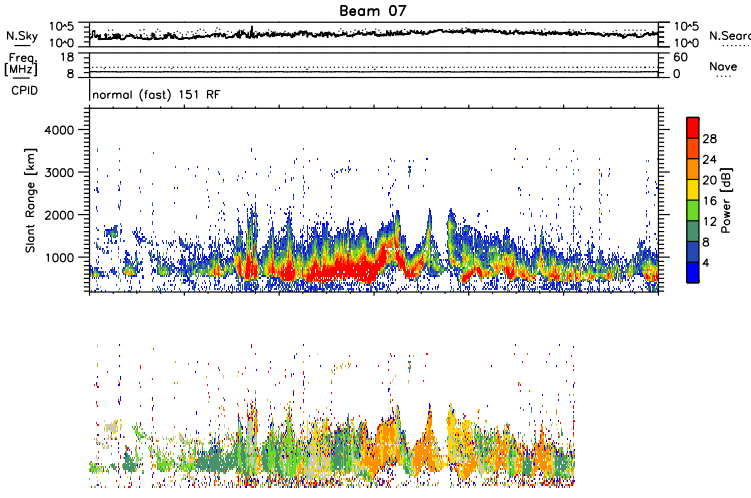 Beam 07
N.Sky
10^5
10^0
10^5
10^0
N.Searc
Freq.
[MHz]
18
8
60
0
Nave
CPID
normal (fast) 151 RF
Slant Range [km]
4000
3000
2000
1000
28
24
20
16
12
8
4
Power [dB]